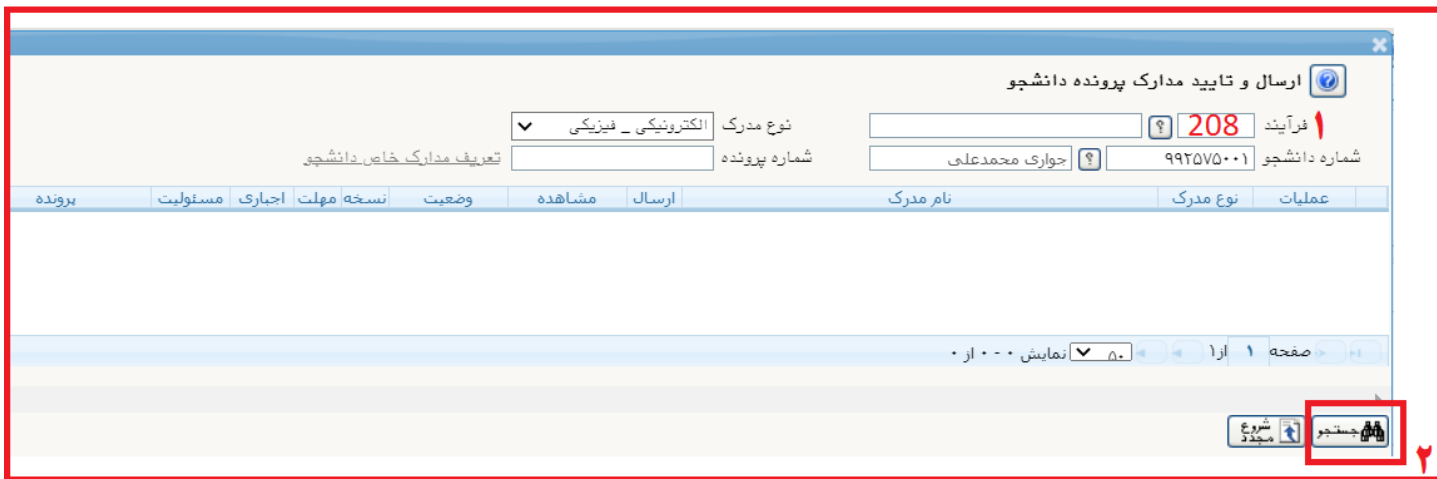 ارسال و تایید مدارک پرونده دانشجو
۱ فرآیند 208 ؟ نوع مدرک الکترونیکی _ فیزیکی
شماره دانشجو ۹۹۲۵۷۵۰۰۱ ؟ جواری محمدعلی شماره پرونده تعریف مدارک خاص دانشجو
عملیات نوع مدرک نام مدرک ارسال مشاهده وضعیت نسخه مهلت اجباری مسئولیت پرونده
صفحه ۱ از۱ ۵۰ نمایش ۰ - ۰ از ۰
جستجو شروع مجدد
۲